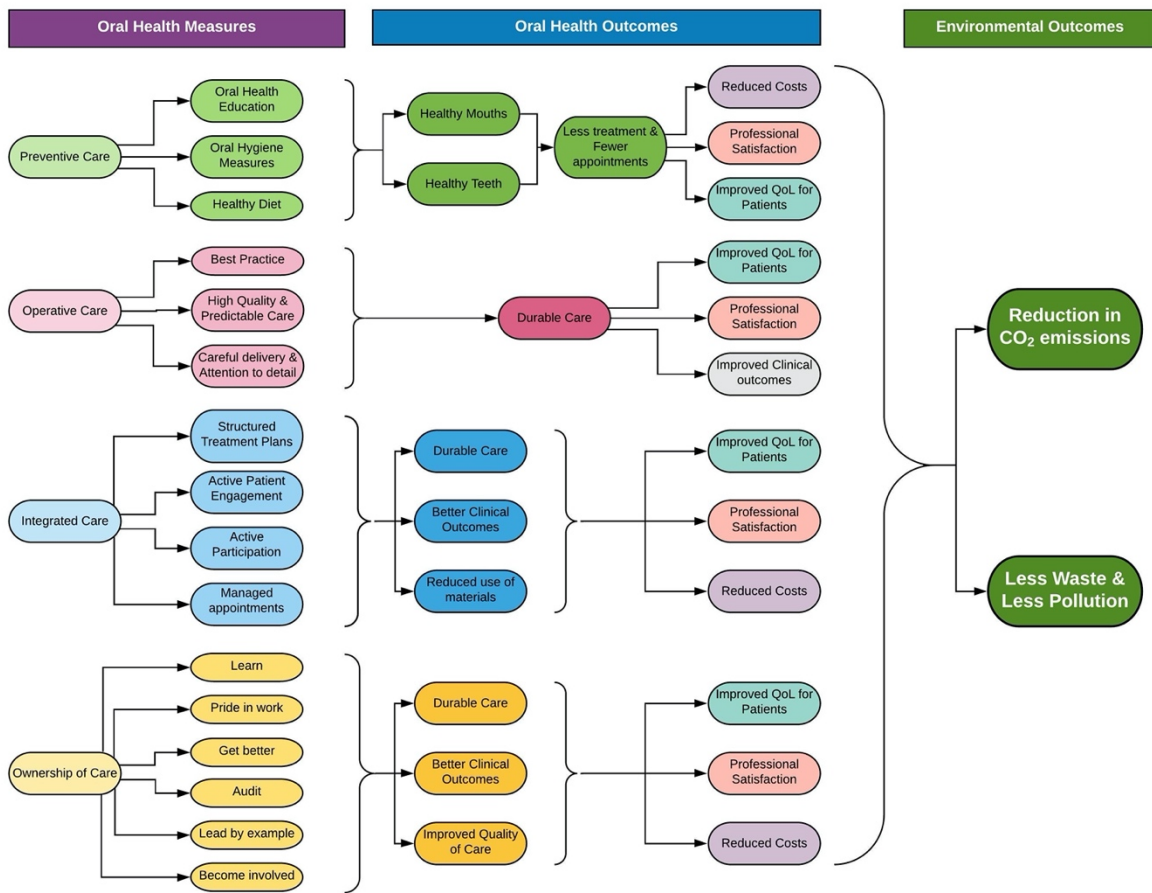 Oral Health Measures
Oral Health Outcomes
Environmental Outcomes
Preventive Care
Oral Health
Education
Oral Hygiene
Measures
Healthy Diet
Healthy Mouths
Healthy Teeth
Less treatment &
Fewer
appointments
Reduced Costs
Professional
Satisfaction
Improved QoL for
Patients
Operative Care
Best Practice
High Quality &
Predictable Care
Careful delivery &
Attention to detail
Durable Care
Improved QoL for
Patients
Professional
Satisfaction
Improved Clinical
outcomes
Integrated Care
Structured
Treatment Plans
Active Patient
Engagement
Active
Participation
Managed
appointments
Durable Care
Better Clinical
Outcomes
Reduced use of
materials
Improved QoL for
Patients
Professional
Satisfaction
Reduced Costs
Ownership of Care
Learn
Pride in work
Get better
Audit
Lead by example
Become involved
Durable Care
Better Clinical
Outcomes
Improved Quality
of Care
Improved QoL for
Patients
Professional
Satisfaction
Reduced Costs
Reduction in
CO₂ emissions
Less Waste &
Less Pollution